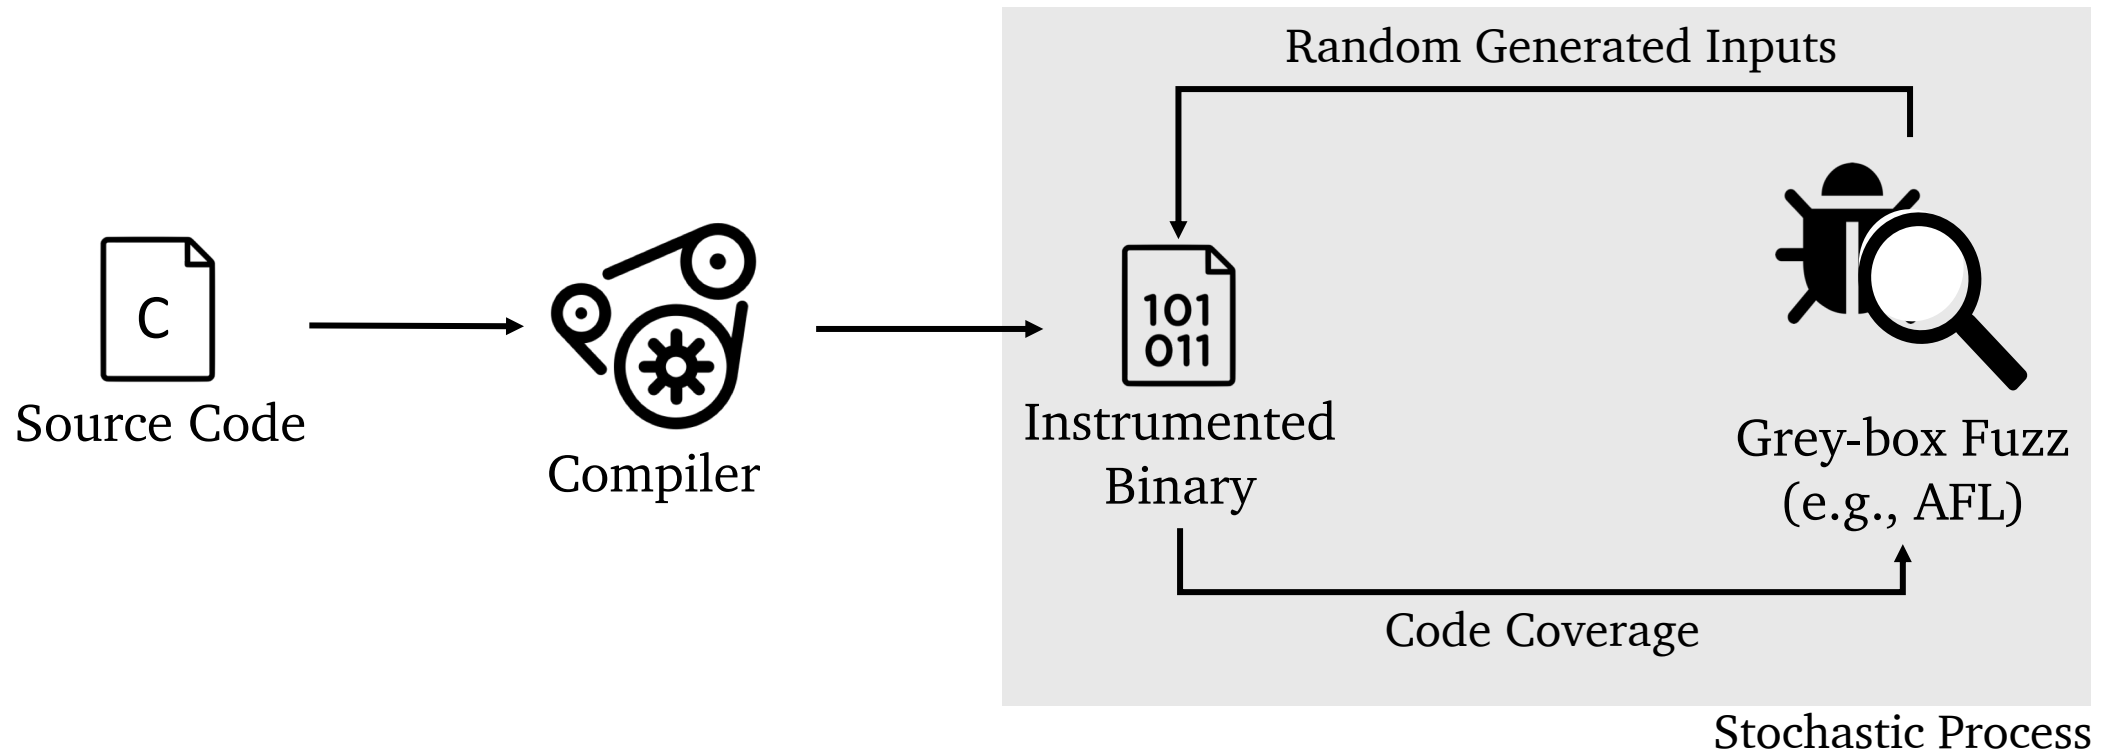 Random Generated Inputs
C
Source Code
Compiler
101
011
Instrumented
Binary
Grey-box Fuzz
(e.g., AFL)
Code Coverage
Stochastic Process